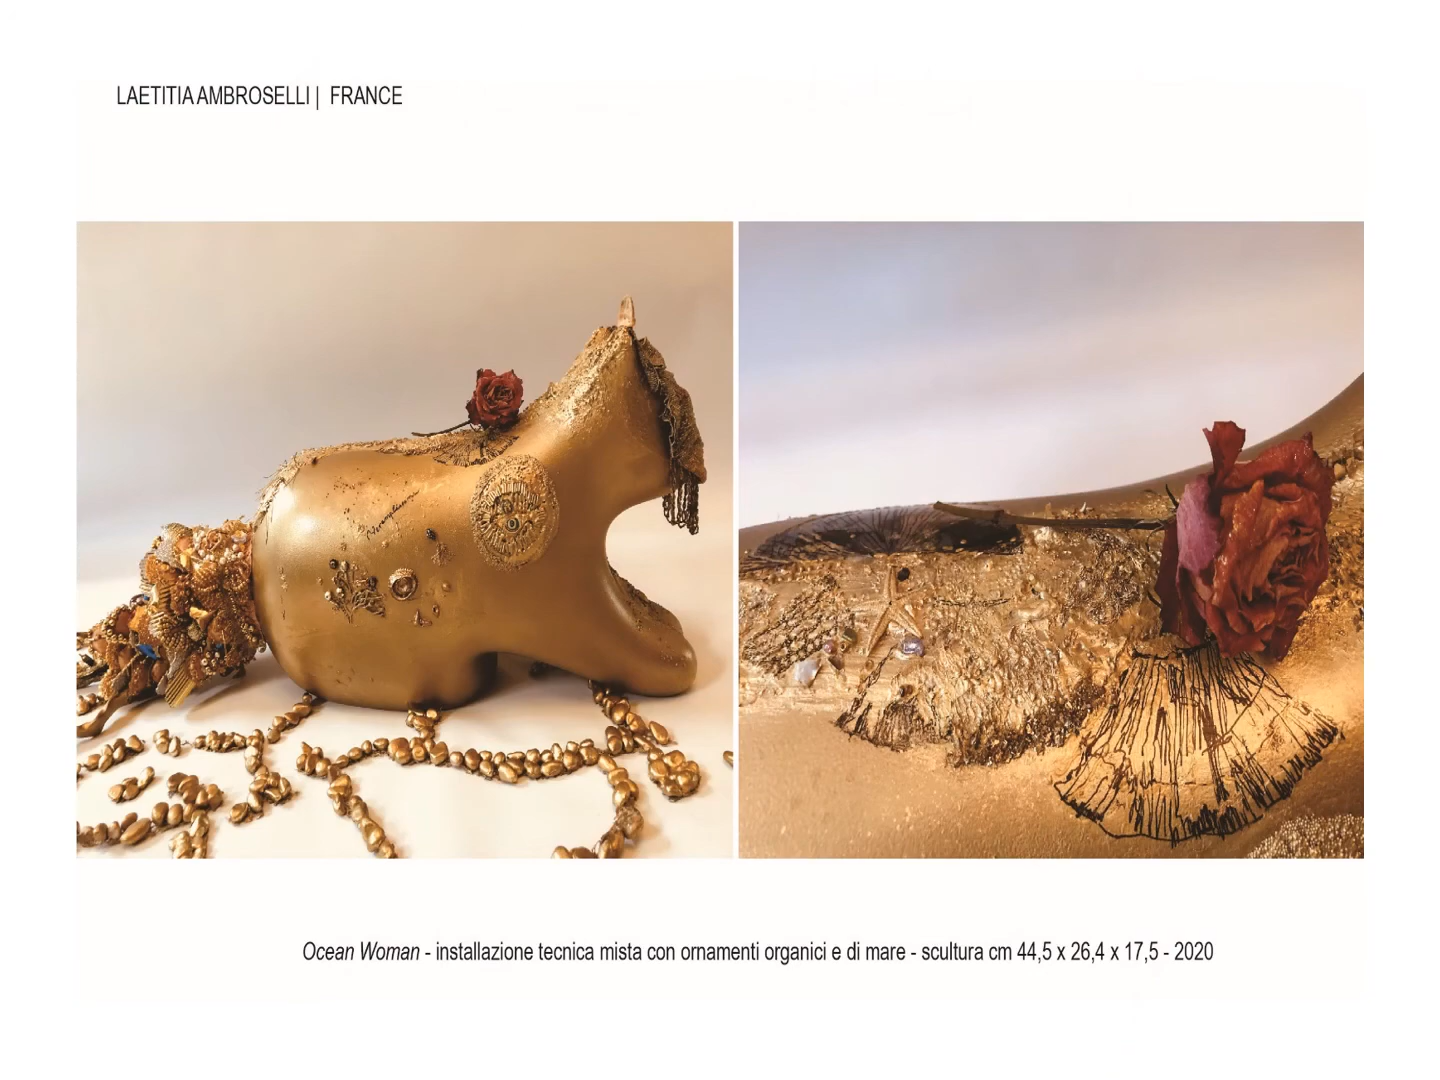 LAETITIA AMBROSELLI | FRANCE
Ocean Woman - installazione tecnica mista con ornamenti organici e di mare - scultura cm 44,5 x 26,4 x 17,5 - 2020